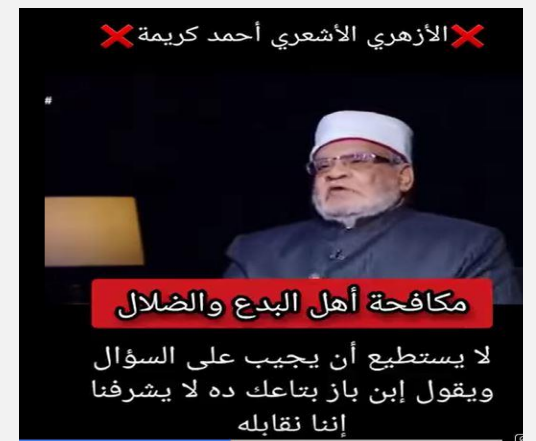 ❌الأزهري الأشعري أحمد كريمة❌
#
مكافحة أهل البدع والضلال
لا يستطيع أن يجيب على السؤال
ويقول إبن باز بتاعك ده لا يشرفنا
إننا نقابله